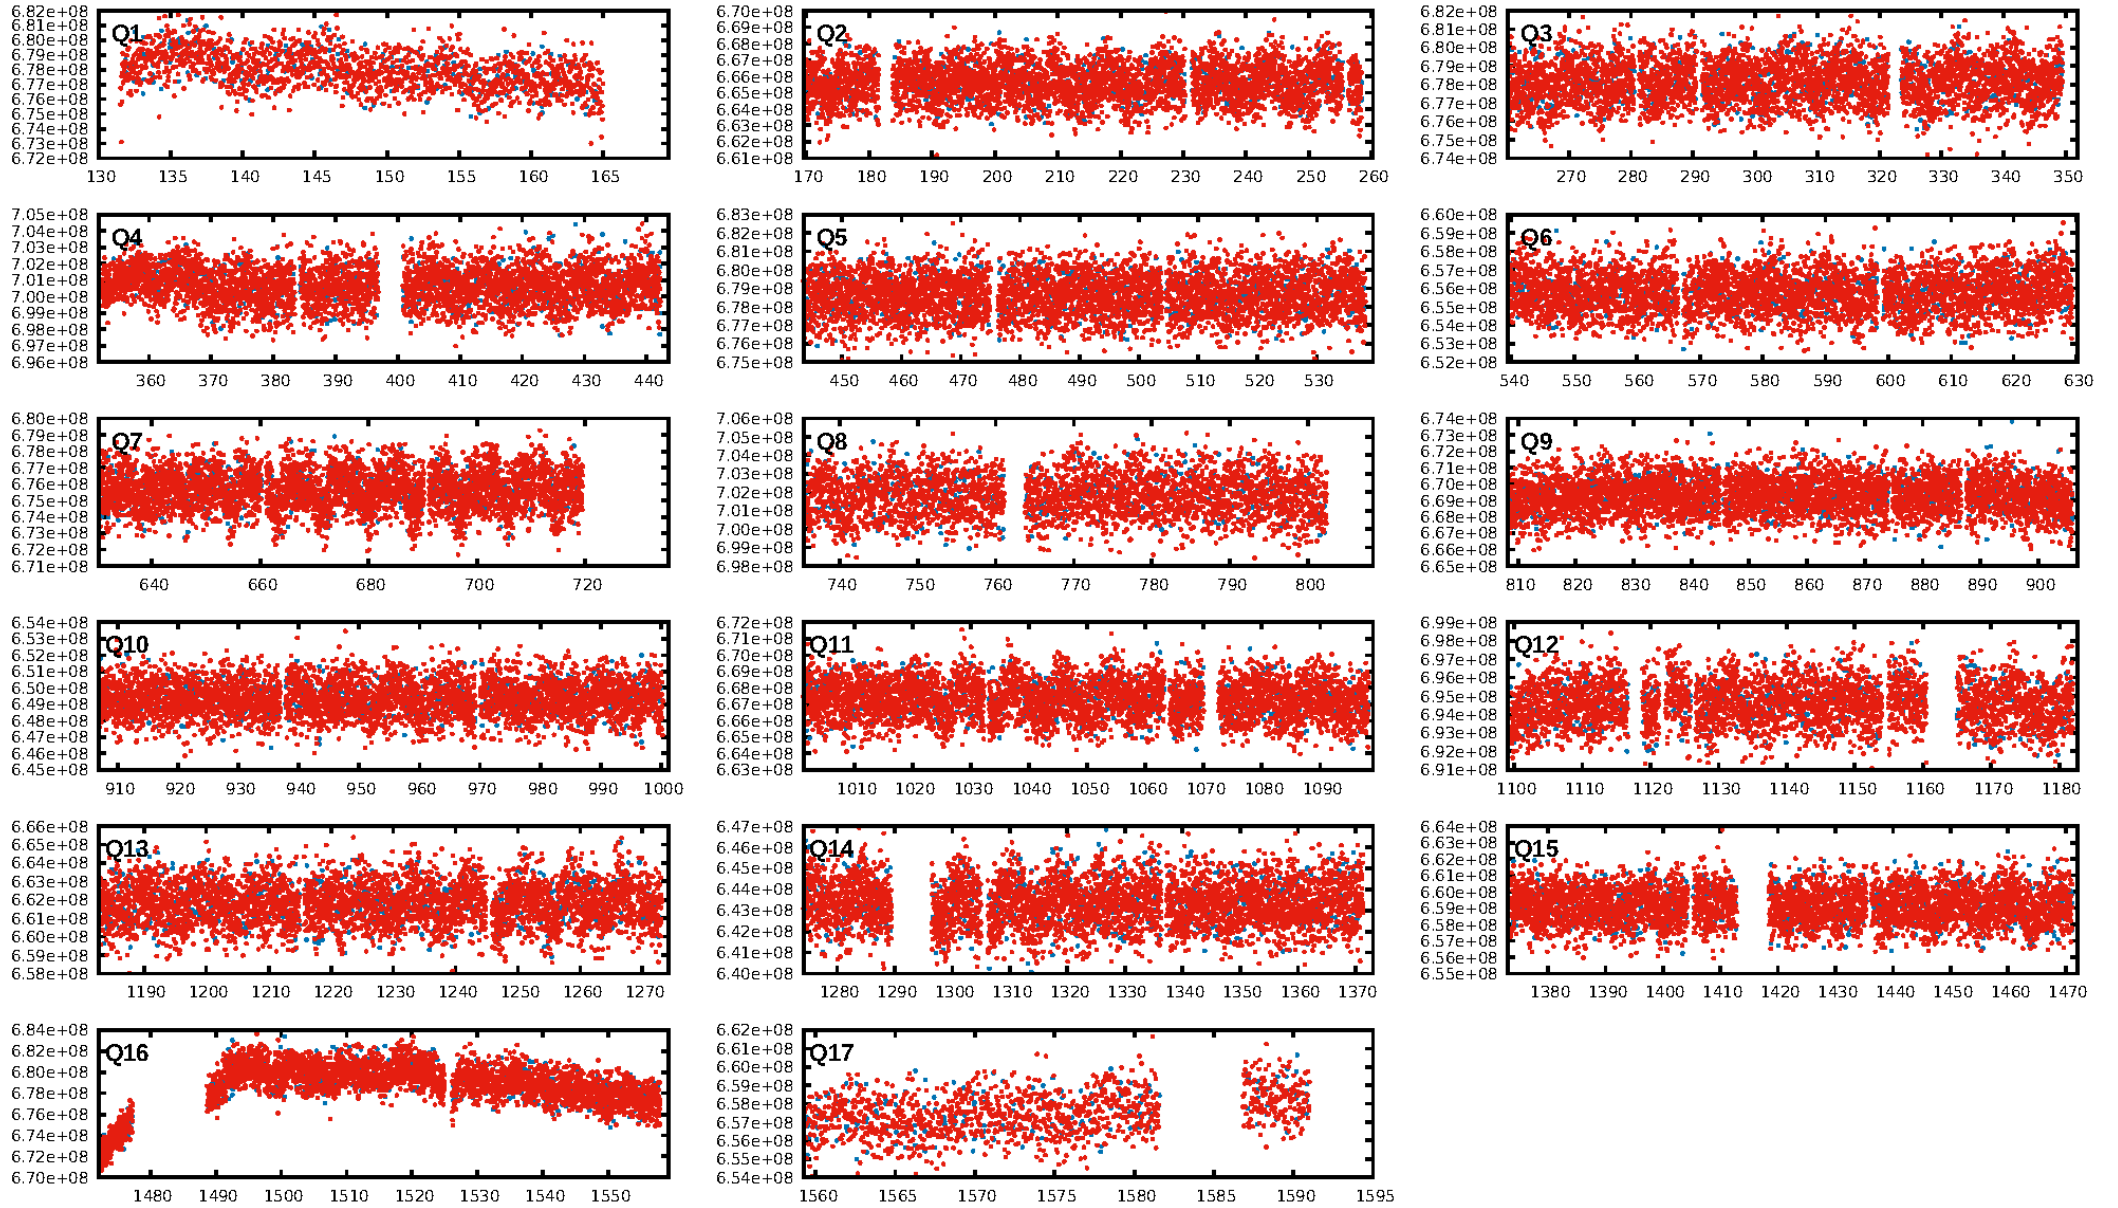 6.82e+08 6.81e+08 6.80e+08 6.79e+08 6.78e+08 6.77e+08 6.76e+08 6.75e+08 6.74e+08 6.73e+08 6.72e+08
Q1
130 135 140 145 150 155 160 165
6.70e+08 6.69e+08 6.68e+08 6.67e+08 6.66e+08 6.65e+08 6.64e+08 6.63e+08 6.62e+08 6.61e+08
Q2
170 180 190 200 210 220 230 240 250 260
6.82e+08 6.81e+08 6.80e+08 6.79e+08 6.78e+08 6.77e+08 6.76e+08 6.75e+08 6.74e+08
Q3
270 280 290 300 310 320 330 340 350
7.05e+08 7.04e+08 7.03e+08 7.02e+08 7.01e+08 7.00e+08 6.99e+08 6.98e+08 6.97e+08 6.96e+08
Q4
360 370 380 390 400 410 420 430 440
6.83e+08 6.82e+08 6.81e+08 6.80e+08 6.79e+08 6.78e+08 6.77e+08 6.76e+08 6.75e+08
Q5
450 460 470 480 490 500 510 520 530
6.60e+08 6.59e+08 6.58e+08 6.57e+08 6.56e+08 6.55e+08 6.54e+08 6.53e+08 6.52e+08
Q6
540 550 560 570 580 590 600 610 620 630
6.80e+08 6.79e+08 6.78e+08 6.77e+08 6.76e+08 6.75e+08 6.74e+08 6.73e+08 6.72e+08 6.71e+08
Q7
640 660 680 700 720
7.06e+08 7.05e+08 7.04e+08 7.03e+08 7.02e+08 7.01e+08 7.00e+08 6.99e+08 6.98e+08
Q8
740 750 760 770 780 790 800
6.74e+08 6.73e+08 6.72e+08 6.71e+08 6.70e+08 6.69e+08 6.68e+08 6.67e+08 6.66e+08 6.65e+08
Q9
810 820 830 840 850 860 870 880 890 900
6.54e+08 6.53e+08 6.52e+08 6.51e+08 6.50e+08 6.49e+08 6.48e+08 6.47e+08 6.46e+08 6.45e+08
Q10
910 920 930 940 950 960 970 980 990 1000
6.72e+08 6.71e+08 6.70e+08 6.69e+08 6.68e+08 6.67e+08 6.66e+08 6.65e+08 6.64e+08 6.63e+08
Q11
1010 1020 1030 1040 1050 1060 1070 1080 1090
6.99e+08 6.98e+08 6.97e+08 6.96e+08 6.95e+08 6.94e+08 6.93e+08 6.92e+08 6.91e+08
Q12
1100 1110 1120 1130 1140 1150 1160 1170 1180
6.66e+08 6.65e+08 6.64e+08 6.63e+08 6.62e+08 6.61e+08 6.60e+08 6.59e+08 6.58e+08
Q13
1190 1200 1210 1220 1230 1240 1250 1260 1270
6.47e+08 6.46e+08 6.45e+08 6.44e+08 6.43e+08 6.42e+08 6.41e+08 6.40e+08
Q14
1280 1290 1300 1310 1320 1330 1340 1350 1360 1370
6.64e+08 6.63e+08 6.62e+08 6.61e+08 6.60e+08 6.59e+08 6.58e+08 6.57e+08 6.56e+08 6.55e+08
Q15
1380 1390 1400 1410 1420 1430 1440 1450 1460 1470
6.84e+08 6.82e+08 6.80e+08 6.78e+08 6.76e+08 6.74e+08 6.72e+08 6.70e+08
Q16
1480 1490 1500 1510 1520 1530 1540 1550
6.62e+08 6.61e+08 6.60e+08 6.59e+08 6.58e+08 6.57e+08 6.56e+08 6.55e+08 6.54e+08
Q17
1560 1565 1570 1575 1580 1585 1590 1595